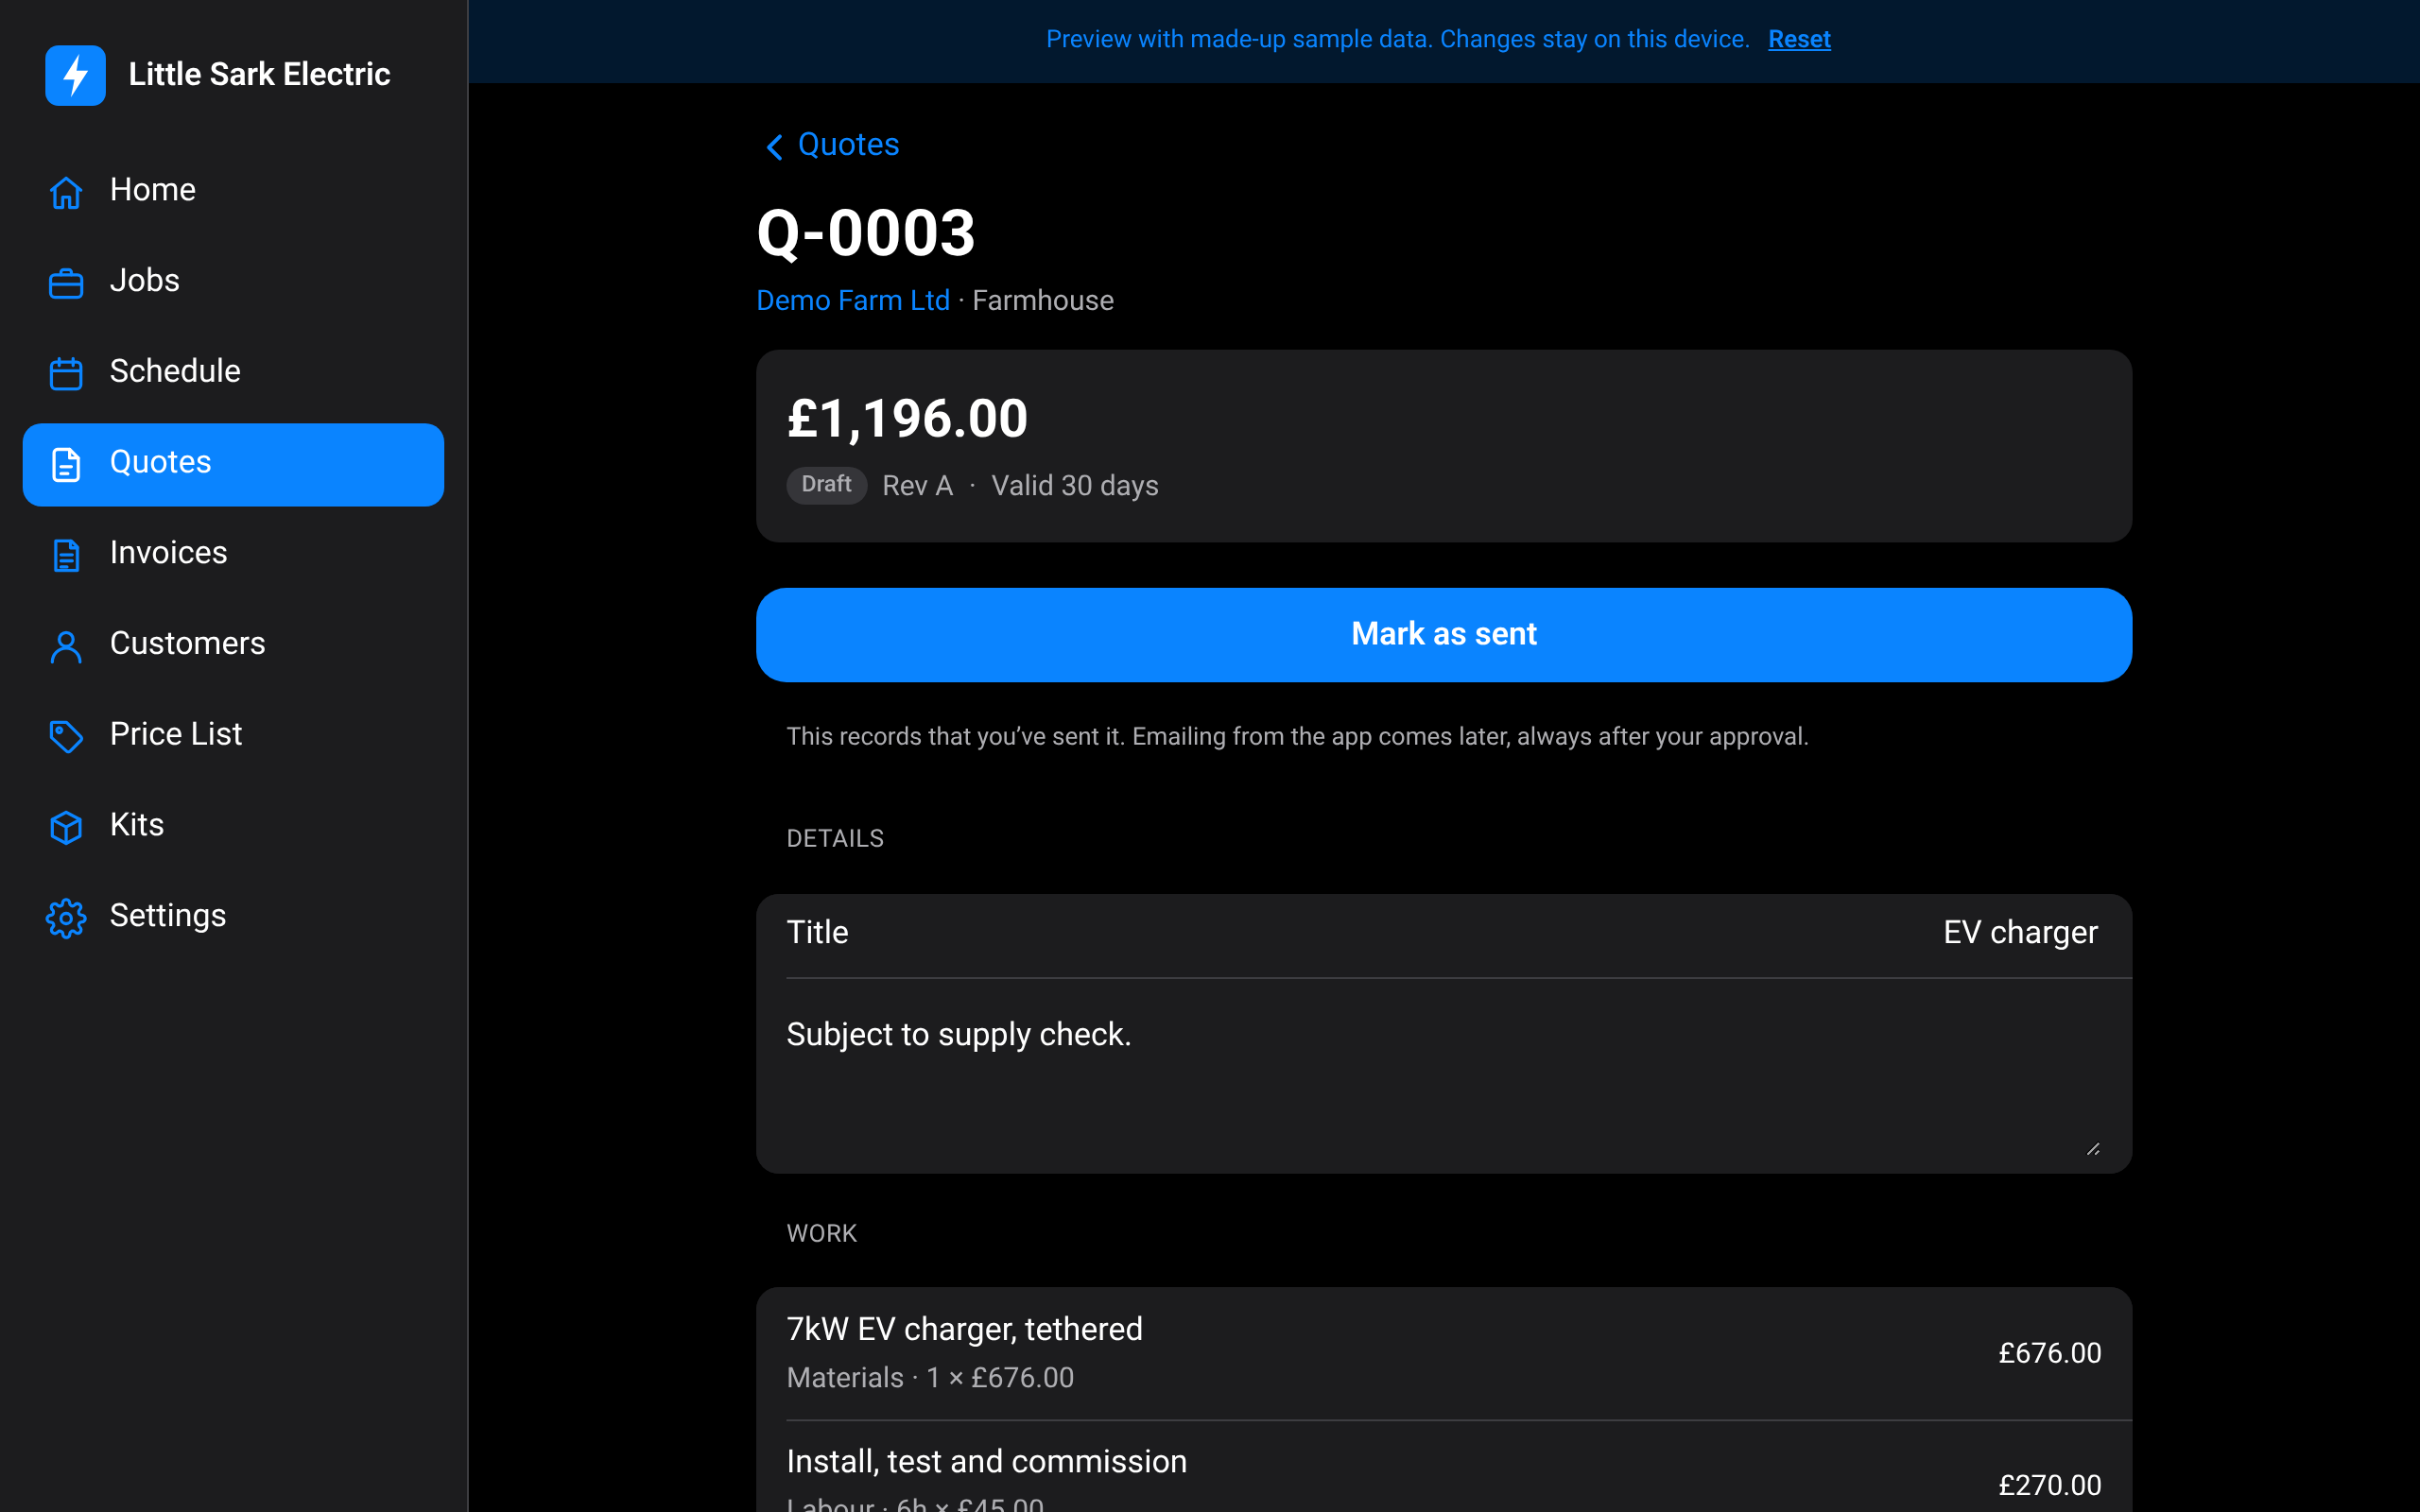 Little Sark Electric
Home
Jobs
Schedule
Quotes
Invoices
Customers
Price List
Kits
Settings
Preview with made-up sample data. Changes stay on this device. Reset
Quotes
Q-0003
Demo Farm Ltd · Farmhouse
£1,196.00
Draft Rev A · Valid 30 days
Mark as sent
This records that you’ve sent it. Emailing from the app comes later, always after your approval.
DETAILS
Title EV charger
Subject to supply check.
WORK
7kW EV charger, tethered
£676.00
Materials · 1 × £676.00
Install, test and commission
£270.00
Labour · 6h × £45.00